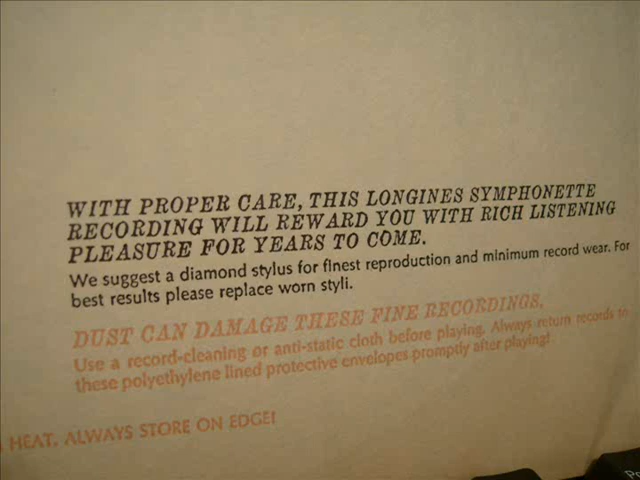 WITH PROPER CARE, THIS LONGINES SYMPHONETTE
RECORDING WILL REWARD YOU WITH RICH LISTENING
PLEASURE FOR YEARS TO COME.
We suggest a diamond stylus for finest reproduction and minimum record wear. For
best results please replace worn styli.
DUST CAN DAMAGE THESE FINE RECORDINGS.
Use a record-cleaning or anti-static cloth before playing. Always return records to
these polyethylene lined protective envelopes promptly after playing!
HEAT. ALWAYS STORE ON EDGE!